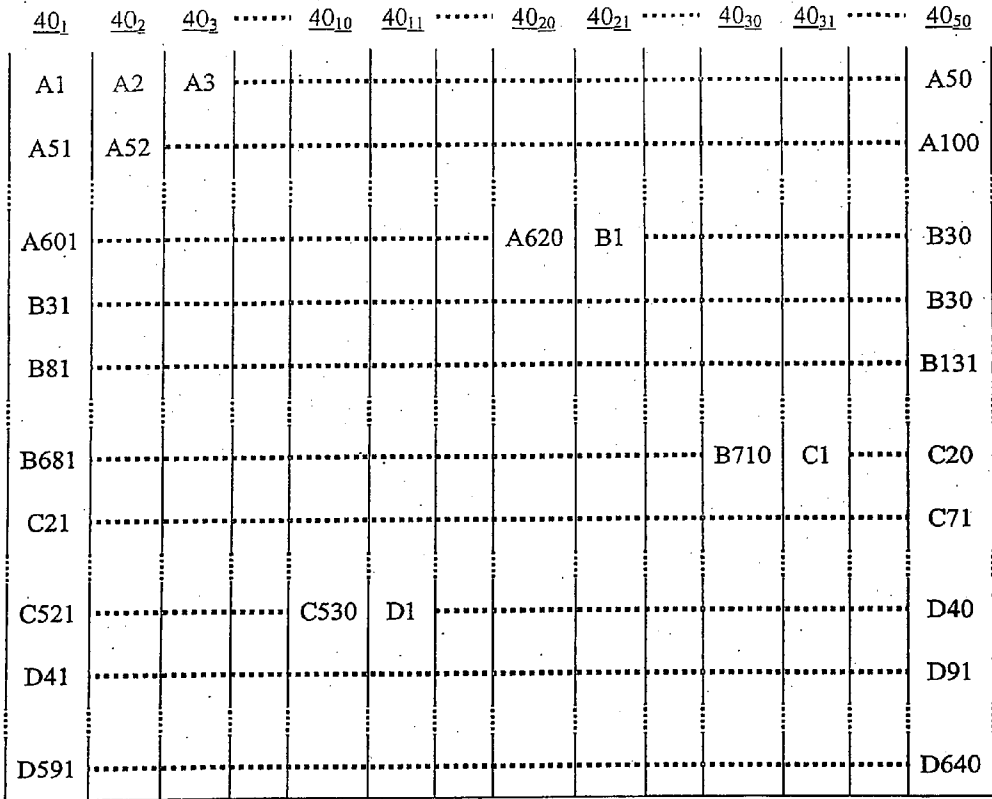 40₁ 40₂ 40₃ ........ 40₁₀ 40₁₁ ........ 40₂₀ 40₂₁ ...... 40₃₀ 40₃₁ ...... 40₅₀
A1 A2 A3 A50
A51 A52 A100
A601 A620 B1 B30
B31 B30
B81 B131
B681 B710 C1 C20
C21 C71
C521 C530 D1 D40
D41 D91
D591 D640